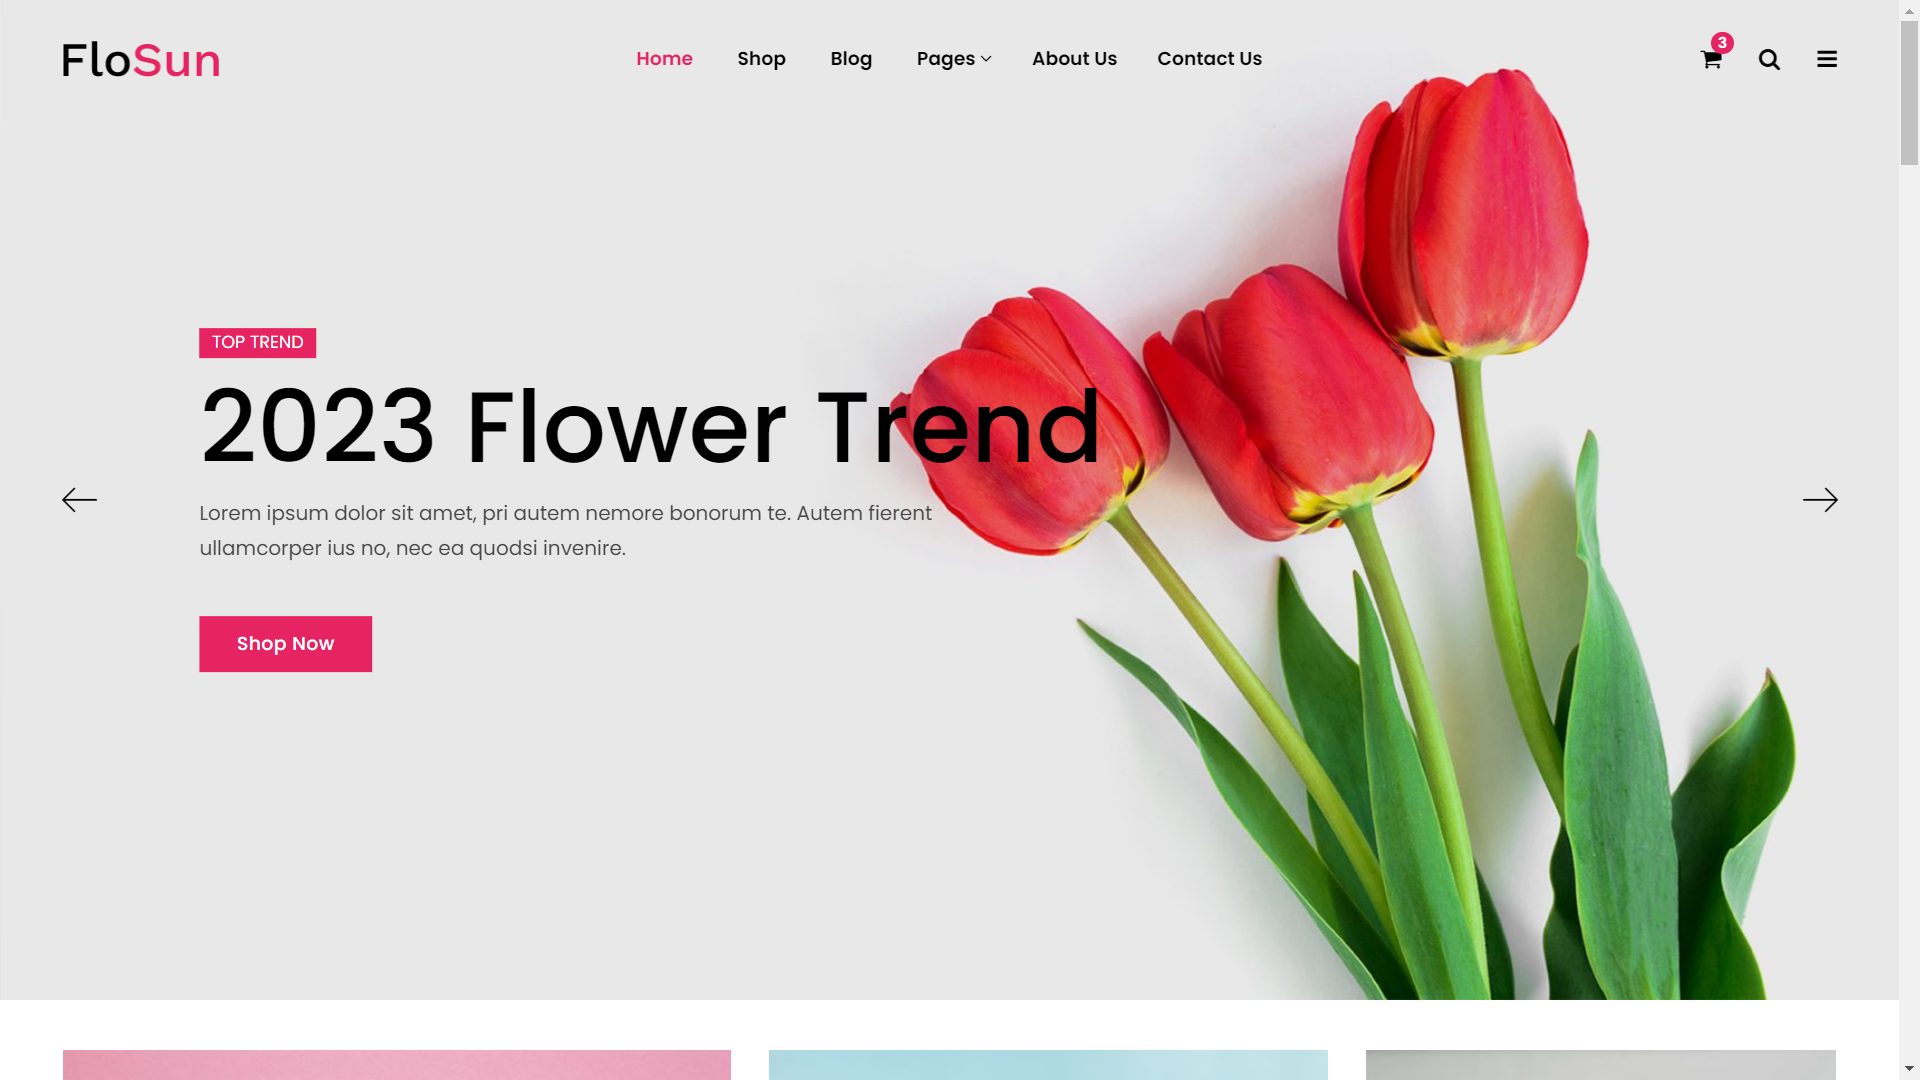 FloSun
Home
Shop
Blog
Pages
About Us
Contact Us
3
TOP TREND
2023 Flower Trend
Lorem ipsum dolor sit amet, pri autem nemore bonorum te. Autem fierent
ullamcorper ius no, nec ea quodsi invenire.
Shop Now